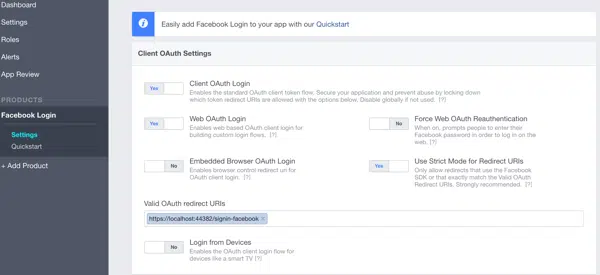 Dashboard
Settings
Roles
Alerts
App Review
PRODUCTS
Facebook Login
Settings
Quickstart
+ Add Product
i Easily add Facebook Login to your app with our Quickstart
Client OAuth Settings
Yes
Client OAuth Login
Enables the standard OAuth client token flow. Secure your application and prevent abuse by locking down
which token redirect URIs are allowed with the options below. Disable globally if not used. [?]
Yes
Web OAuth Login
Enables web based OAuth client login for
building custom login flows. [?]
No
Force Web OAuth Reauthentication
When on, prompts people to enter their
Facebook password in order to log in on the
web. [?]
No
Embedded Browser OAuth Login
Enables browser control redirect uri for
OAuth client login. [?]
Yes
Use Strict Mode for Redirect URIs
Only allow redirects that use the Facebook
SDK or that exactly match the Valid OAuth
Redirect URIs. Strongly recommended. [?]
Valid OAuth redirect URIs
https://localhost:44382/signin-facebook ×
No
Login from Devices
Enables the OAuth client login flow for
devices like a smart TV [?]